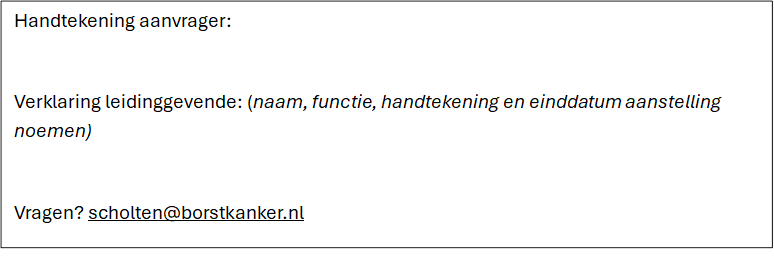 Handtekening aanvrager:
Verklaring leidinggevende: (naam, functie, handtekening en einddatum aanstelling
noemen)
Vragen? scholten@borstkanker.nl